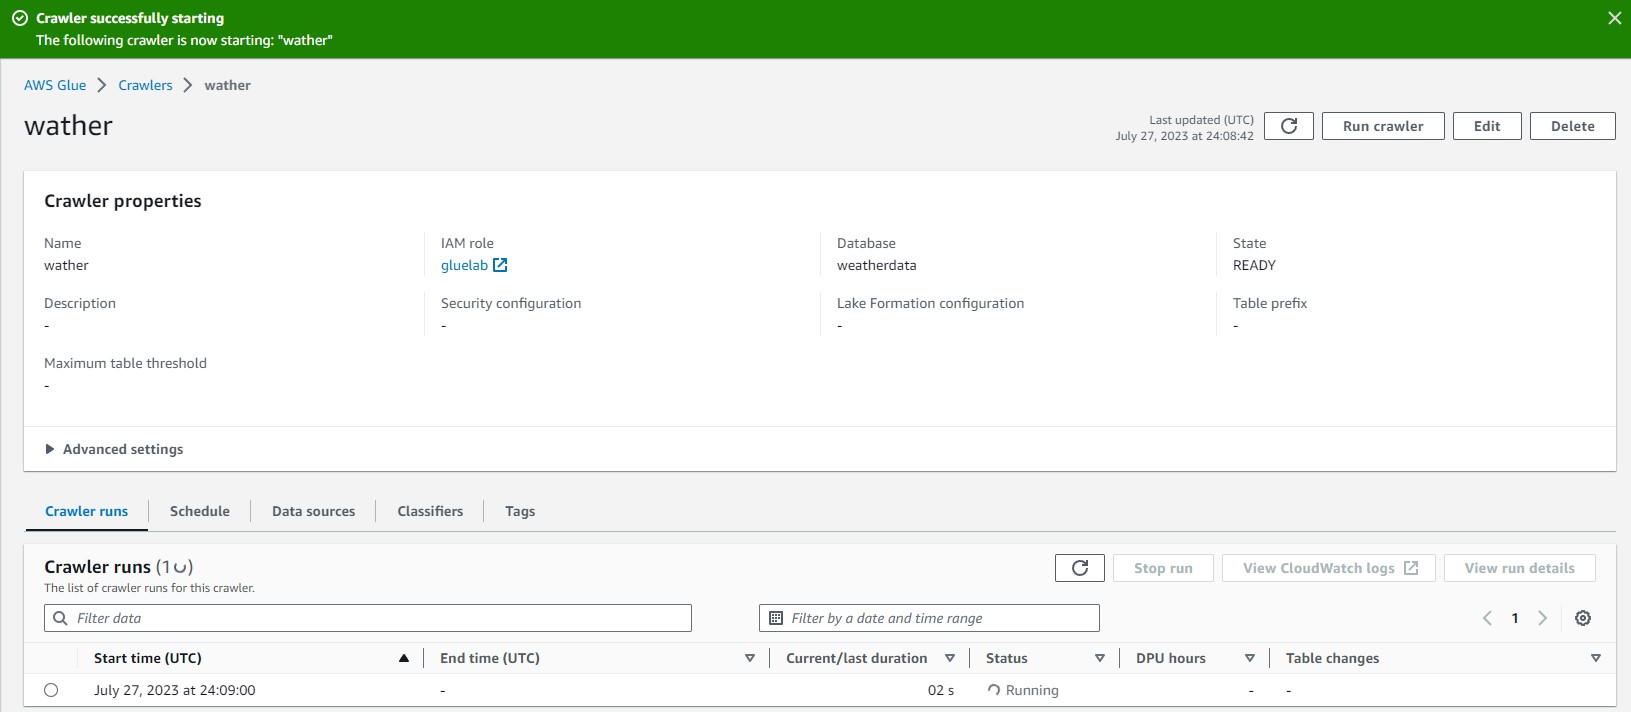 Crawler successfully starting
The following crawler is now starting: "wather"
AWS Glue > Crawlers > wather
wather
Last updated (UTC)
July 27, 2023 at 24:08:42
Run crawler
Edit
Delete
Crawler properties
Name
wather
IAM role
gluelab
Database
weatherdata
State
READY
Description
-
Security configuration
-
Lake Formation configuration
-
Table prefix
-
Maximum table threshold
-
Advanced settings
Crawler runs
Schedule
Data sources
Classifiers
Tags
Crawler runs (1)
The list of crawler runs for this crawler.
Stop run
View CloudWatch logs
View run details
Filter data
Filter by a date and time range
1
Start time (UTC)
End time (UTC)
Current/last duration
Status
DPU hours
Table changes
July 27, 2023 at 24:09:00
-
02 s
Running
-
-